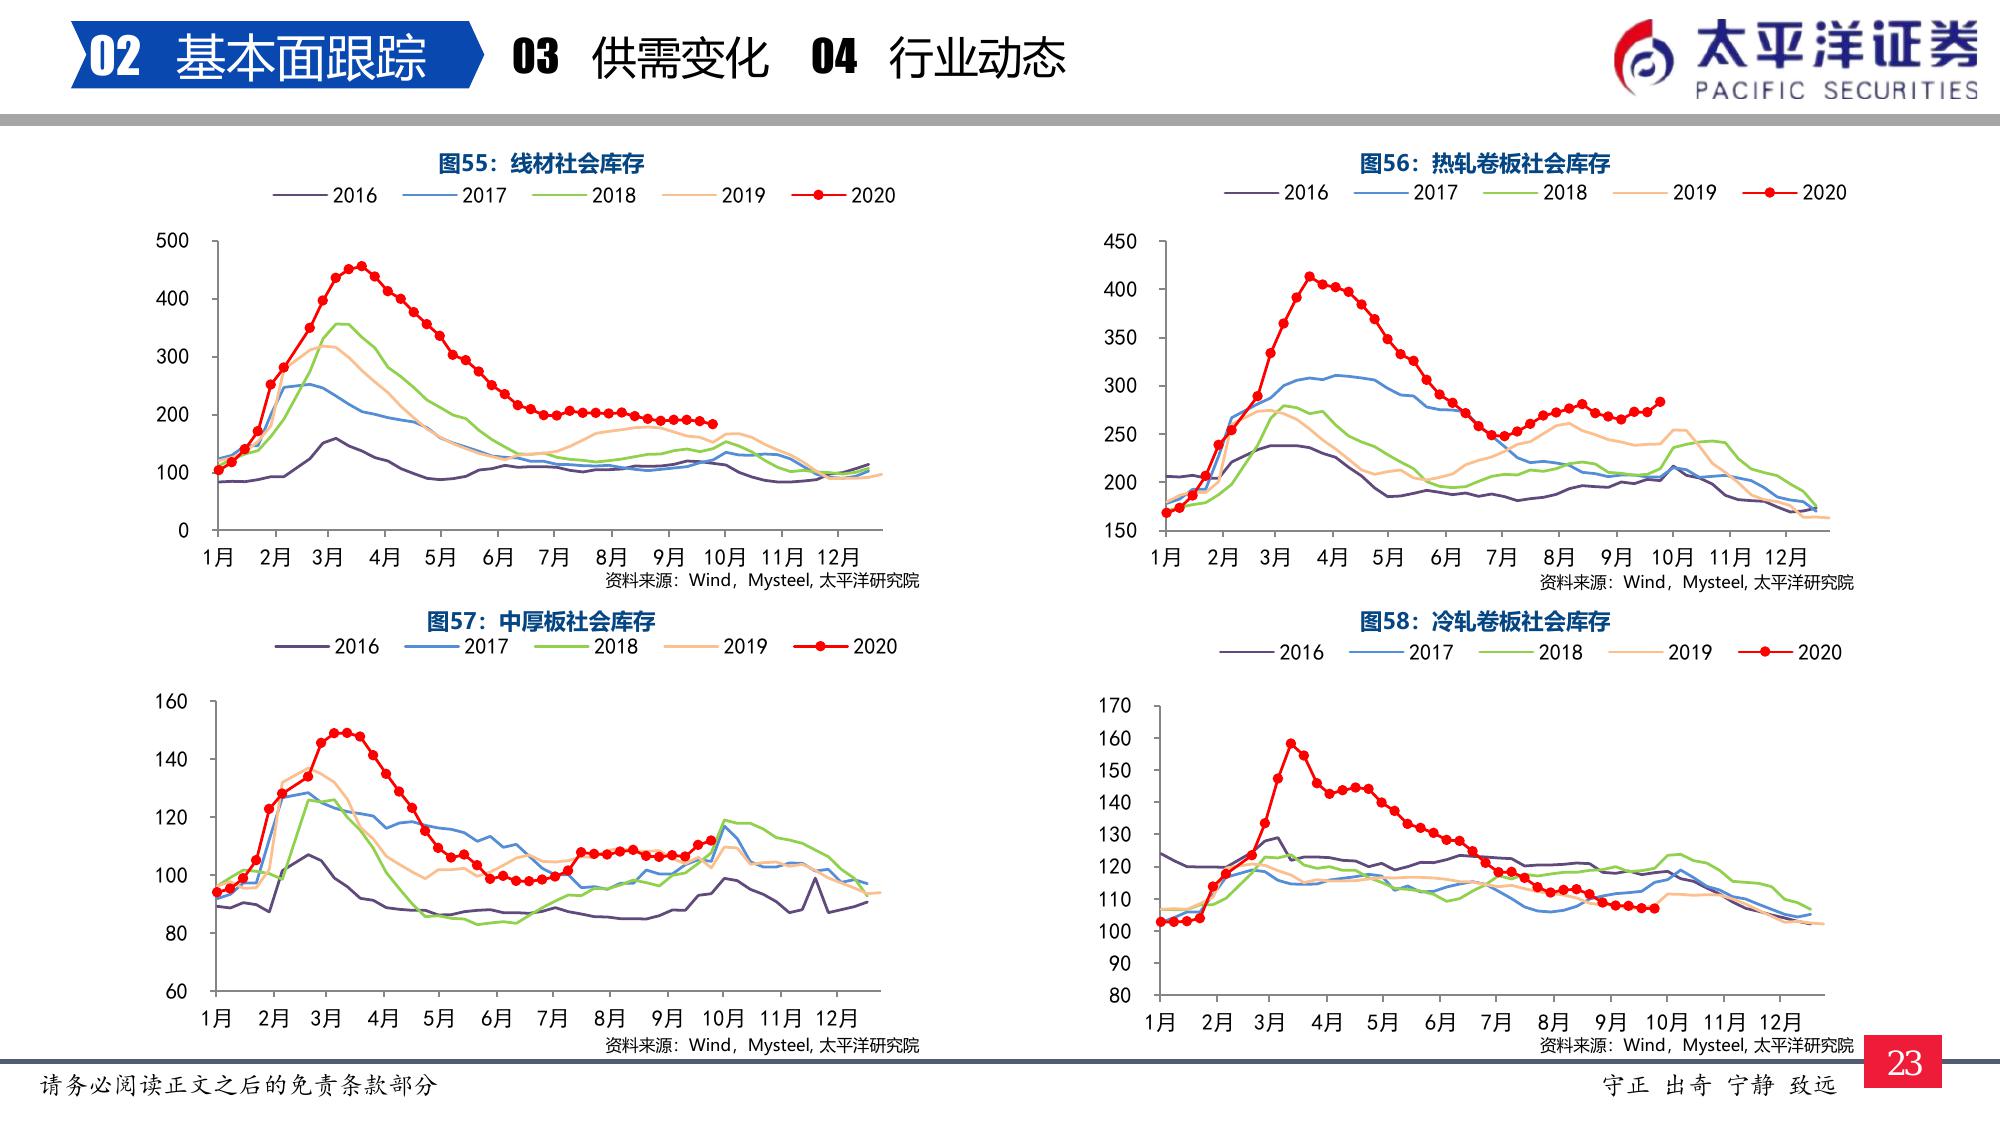 02 基本面跟踪 03 供需变化 04 行业动态
太平洋证券
PACIFIC SECURITIES
图55：线材社会库存
2016 2017 2018 2019 2020
500
400
300
200
100
0
1月 2月 3月 4月 5月 6月 7月 8月 9月 10月 11月 12月
资料来源：Wind，Mysteel, 太平洋研究院
图56：热轧卷板社会库存
2016 2017 2018 2019 2020
450
400
350
300
250
200
150
1月 2月 3月 4月 5月 6月 7月 8月 9月 10月 11月 12月
资料来源：Wind，Mysteel, 太平洋研究院
图57：中厚板社会库存
2016 2017 2018 2019 2020
160
140
120
100
80
60
1月 2月 3月 4月 5月 6月 7月 8月 9月 10月 11月 12月
资料来源：Wind，Mysteel, 太平洋研究院
图58：冷轧卷板社会库存
2016 2017 2018 2019 2020
170
160
150
140
130
120
110
100
90
80
1月 2月 3月 4月 5月 6月 7月 8月 9月 10月 11月 12月
资料来源：Wind，Mysteel, 太平洋研究院
23
请务必阅读正文之后的免责条款部分
守正 出奇 宁静 致远